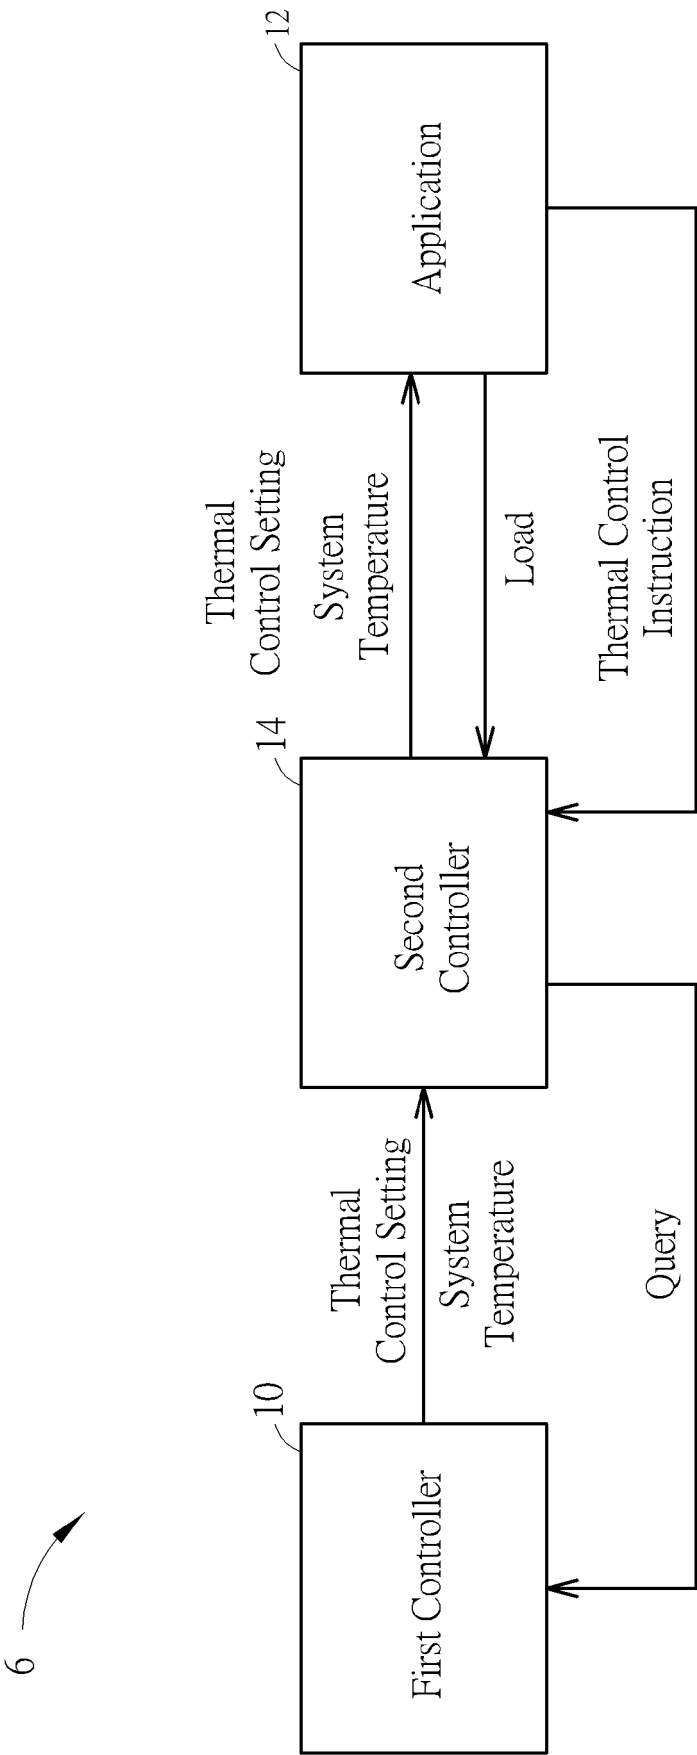 6
10
First Controller
Thermal
Control Setting
System
Temperature
Query
14
Second
Controller
Thermal
Control Setting
System
Temperature
Load
Thermal Control
Instruction
12
Application